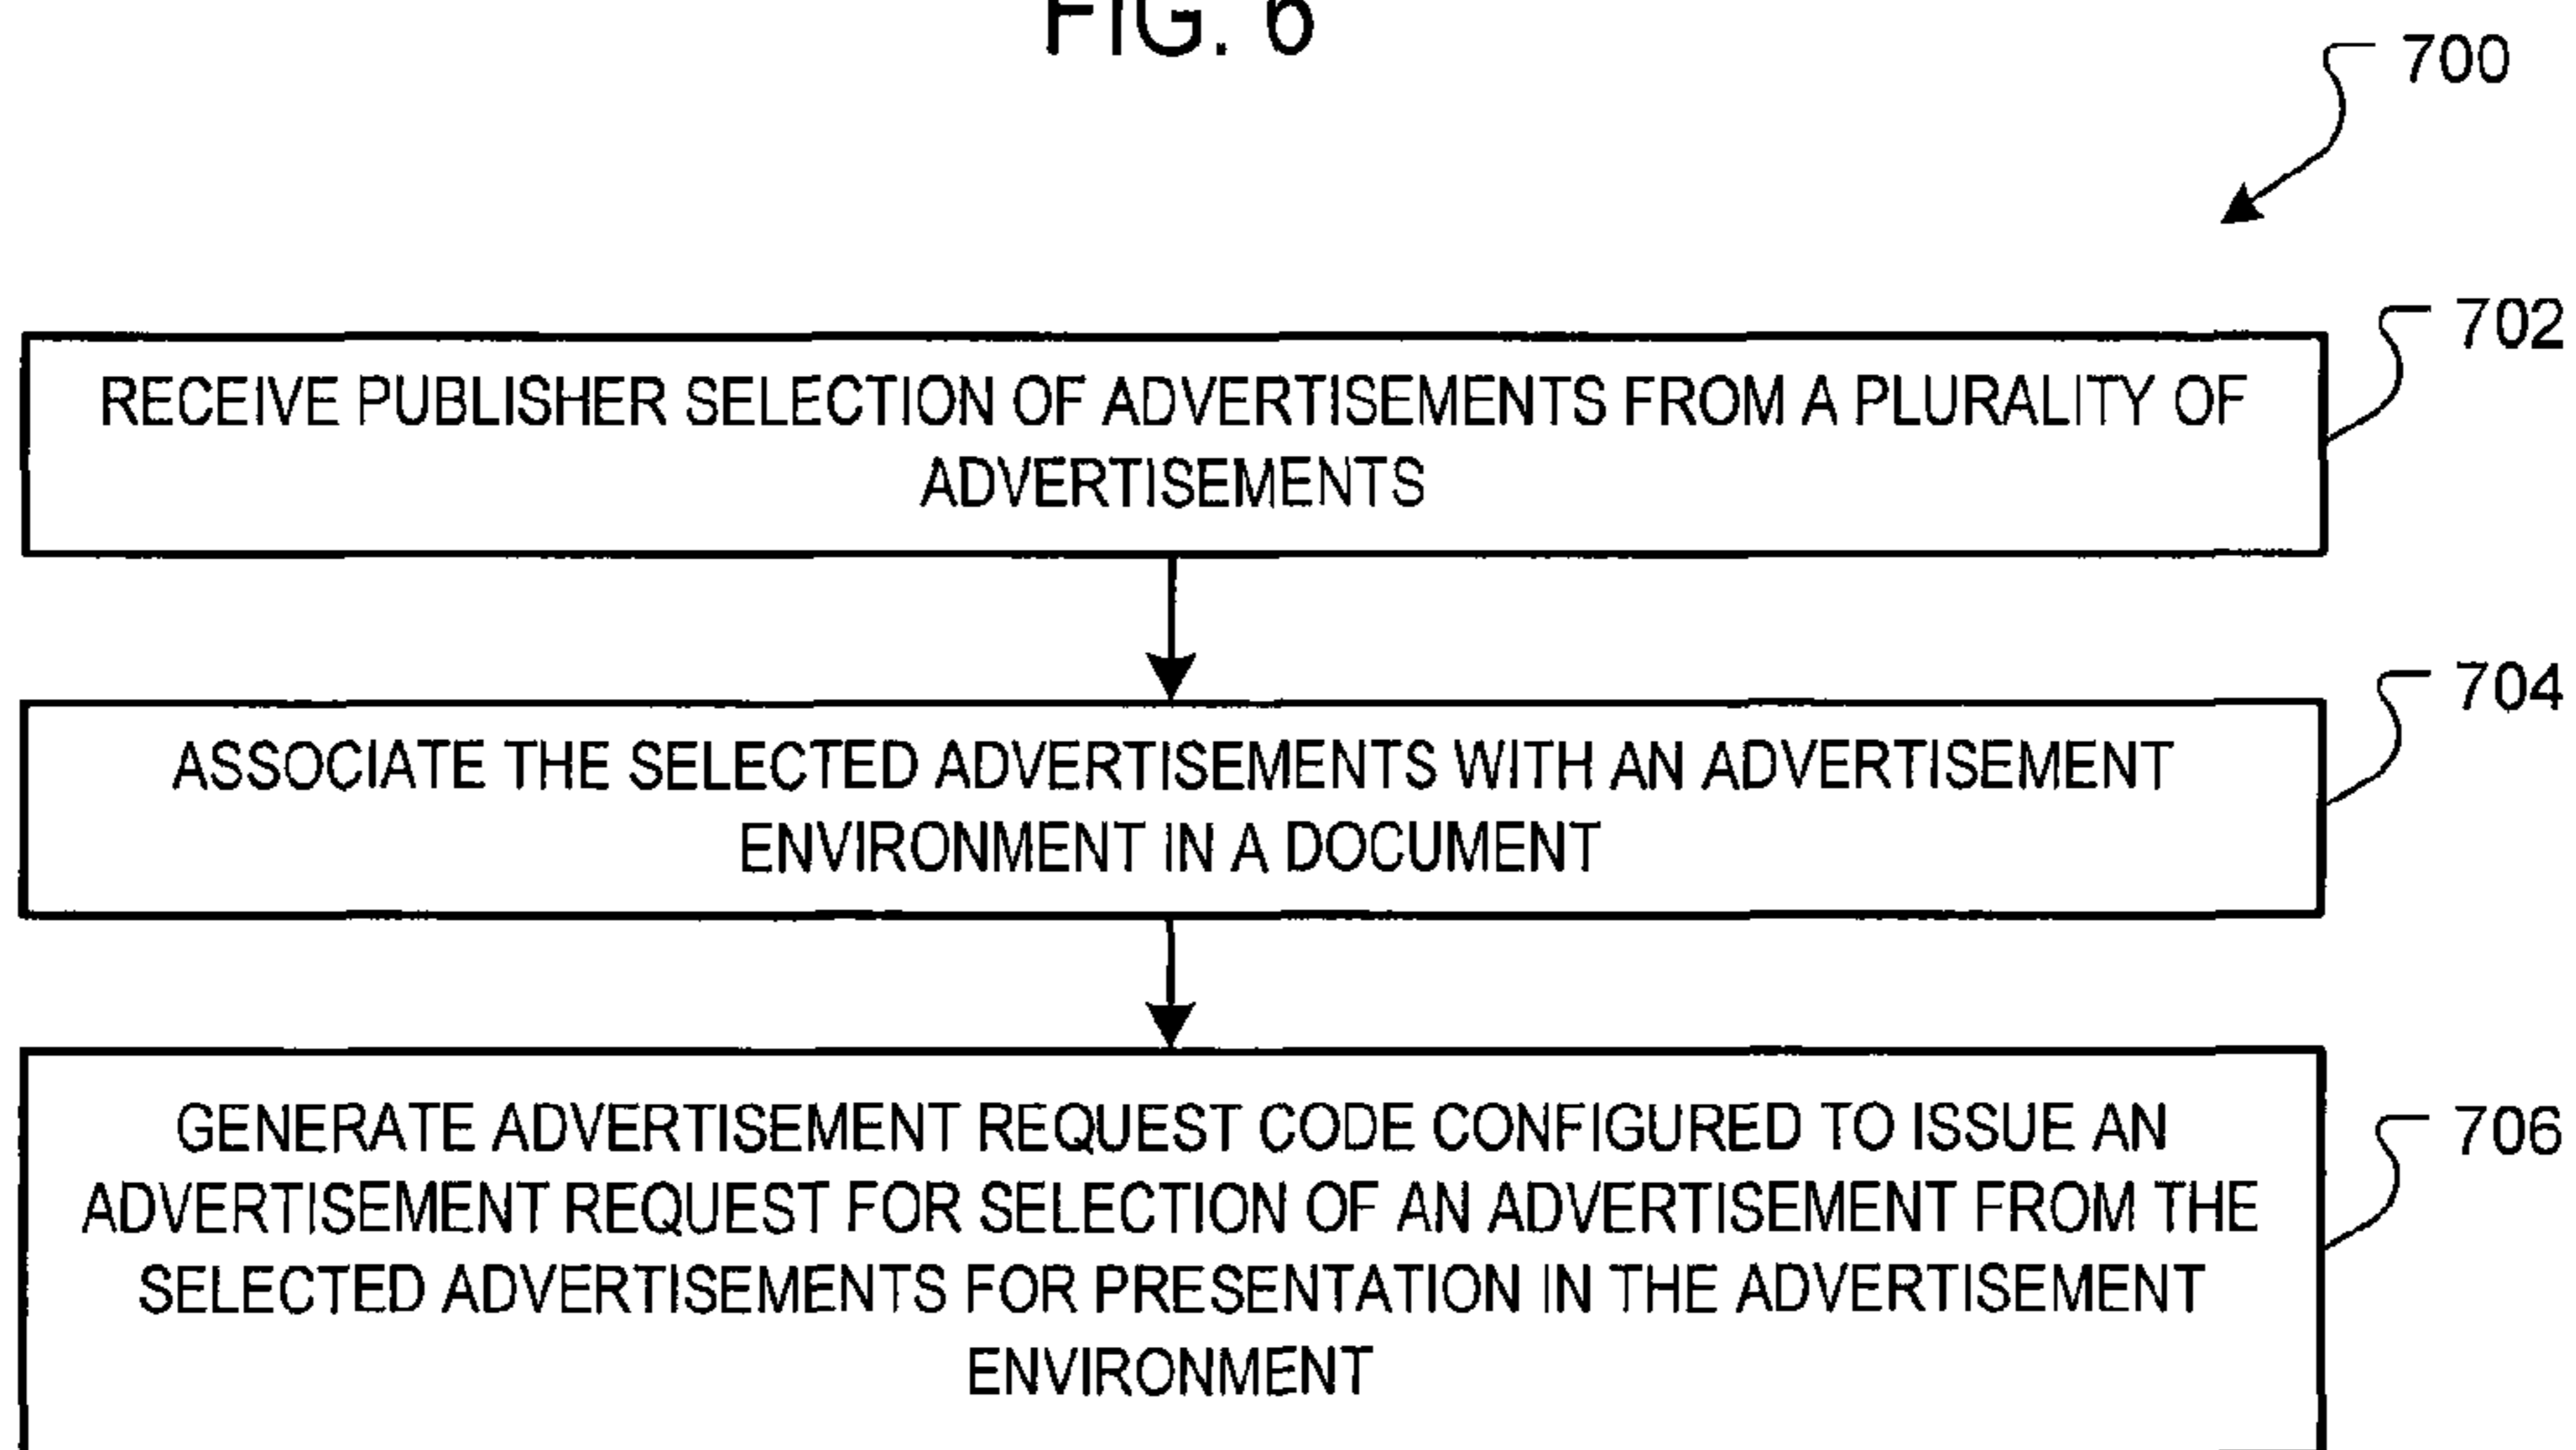 FIG. 6
700
702
RECEIVE PUBLISHER SELECTION OF ADVERTISEMENTS FROM A PLURALITY OF
ADVERTISEMENTS
704
ASSOCIATE THE SELECTED ADVERTISEMENTS WITH AN ADVERTISEMENT
ENVIRONMENT IN A DOCUMENT
706
GENERATE ADVERTISEMENT REQUEST CODE CONFIGURED TO ISSUE AN
ADVERTISEMENT REQUEST FOR SELECTION OF AN ADVERTISEMENT FROM THE
SELECTED ADVERTISEMENTS FOR PRESENTATION IN THE ADVERTISEMENT
ENVIRONMENT